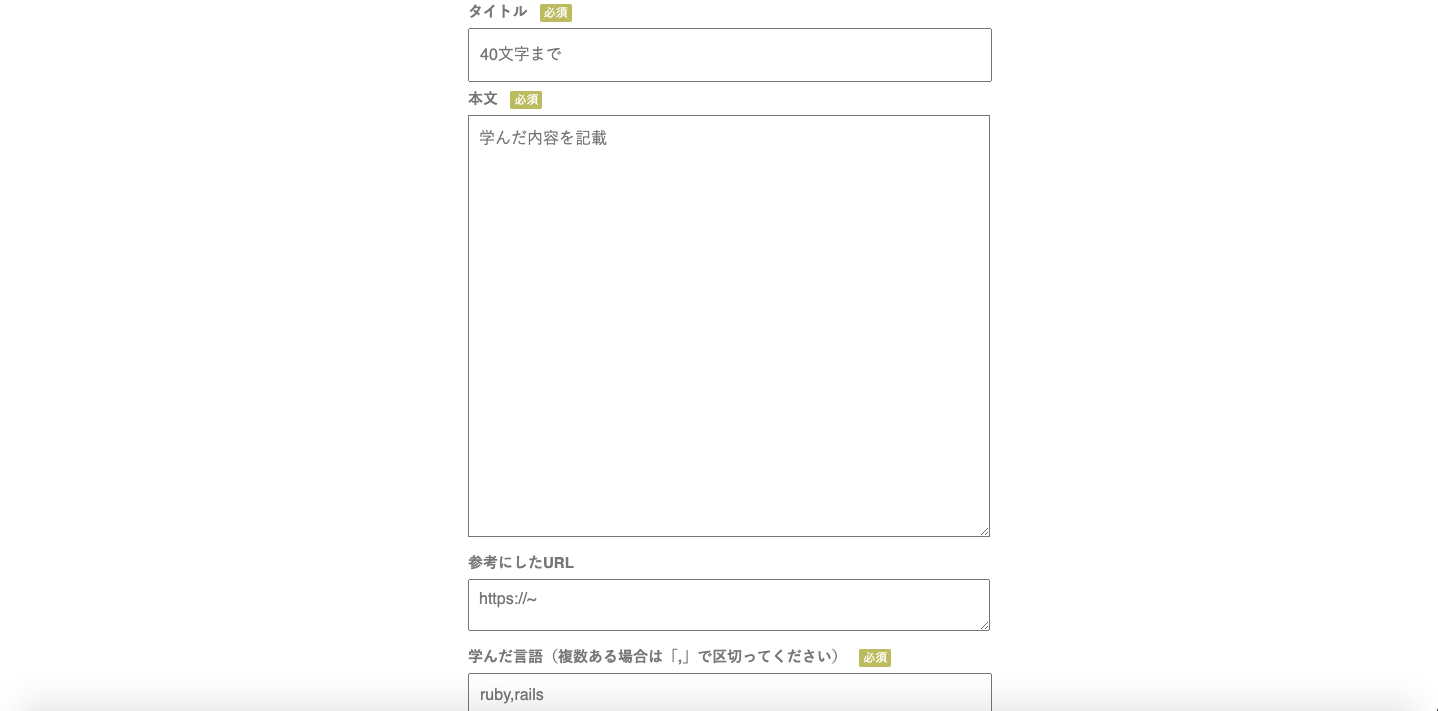 タイトル 必須
40文字まで
本文 必須
学んだ内容を記載
参考にしたURL
https://~
学んだ言語（複数ある場合は「,」で区切ってください） 必須
ruby,rails